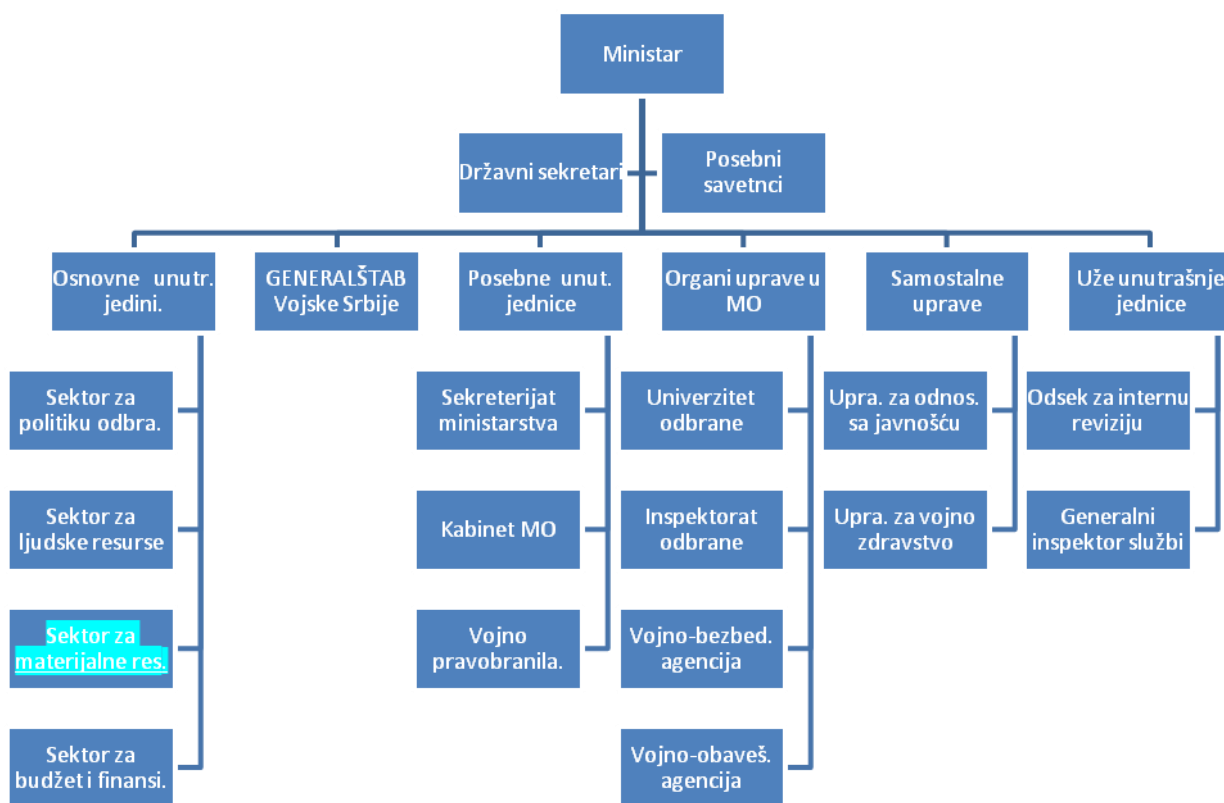 Ministar
Državni sekretari
Posebni
savetnci
Osnovne unutr.
jedini.
GENERALŠTAB
Vojske Srbije
Posebne unut.
jednice
Organi uprave u
MO
Samostalne
uprave
Uže unutrašnje
jednice
Sektor za
politiku odbra.
Sektor za
ljudske resurse
Sektor za
materijalne res.
Sektor za
budžet i finansi.
Sekreterijat
ministarstva
Kabinet MO
Vojno
pravobranila.
Univerzitet
odbrane
Inspektorat
odbrane
Vojno-bezbed.
agencija
Vojno-obaveš.
agencija
Upra. za odnos.
sa javnošću
Upra. za vojno
zdravstvo
Odsek za internu
reviziju
Generalni
inspektor službi